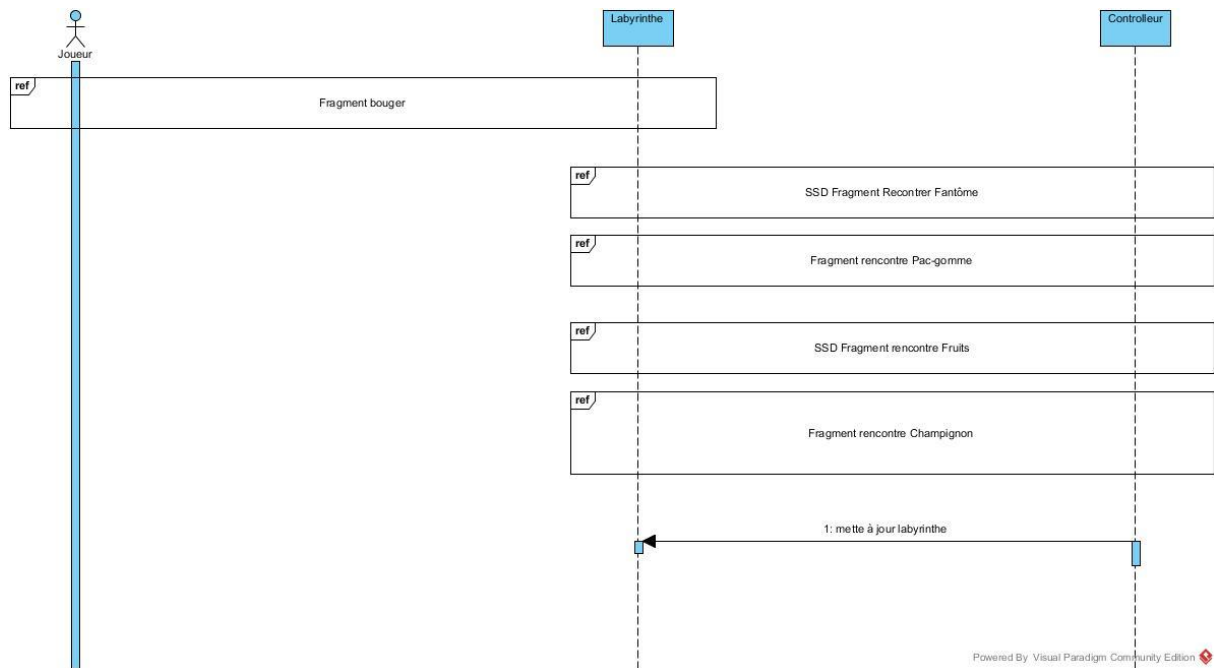 Labyrinthe
Controlleur
Joueur
ref
Fragment bouger
ref
SSD Fragment Recontrer Fantôme
ref
Fragment rencontre Pac-gomme
ref
SSD Fragment rencontre Fruits
ref
Fragment rencontre Champignon
1: mette à jour labyrinthe
Powered By Visual Paradigm Community Edition